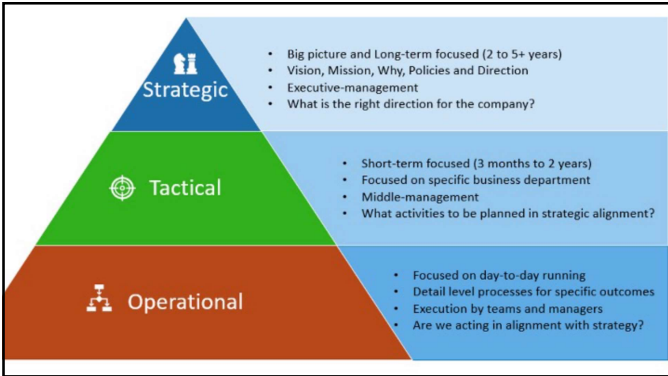 Strategic
• Big picture and Long-term focused (2 to 5+ years)
• Vision, Mission, Why, Policies and Direction
• Executive-management
• What is the right direction for the company?
Tactical
• Short-term focused (3 months to 2 years)
• Focused on specific business department
• Middle-management
• What activities to be planned in strategic alignment?
Operational
• Focused on day-to-day running
• Detail level processes for specific outcomes
• Execution by teams and managers
• Are we acting in alignment with strategy?